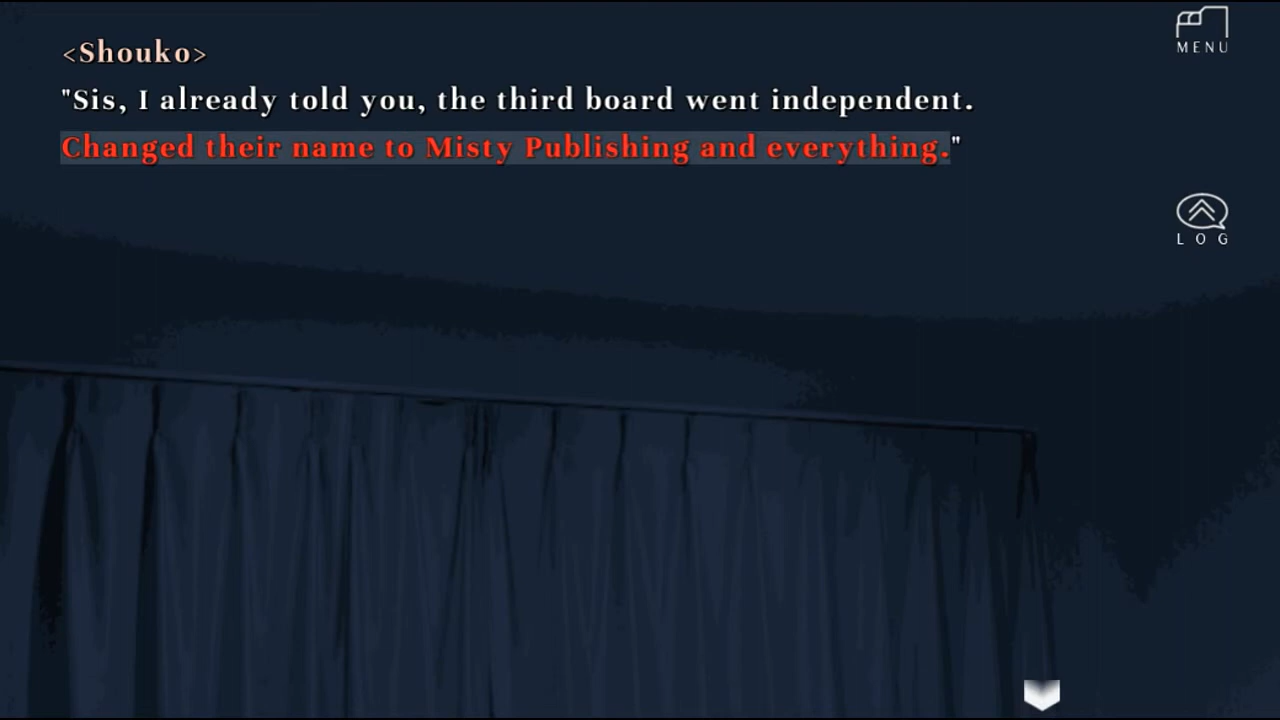 <Shouko>
"Sis, I already told you, the third board went independent.
Changed their name to Misty Publishing and everything."
MENU
LOG